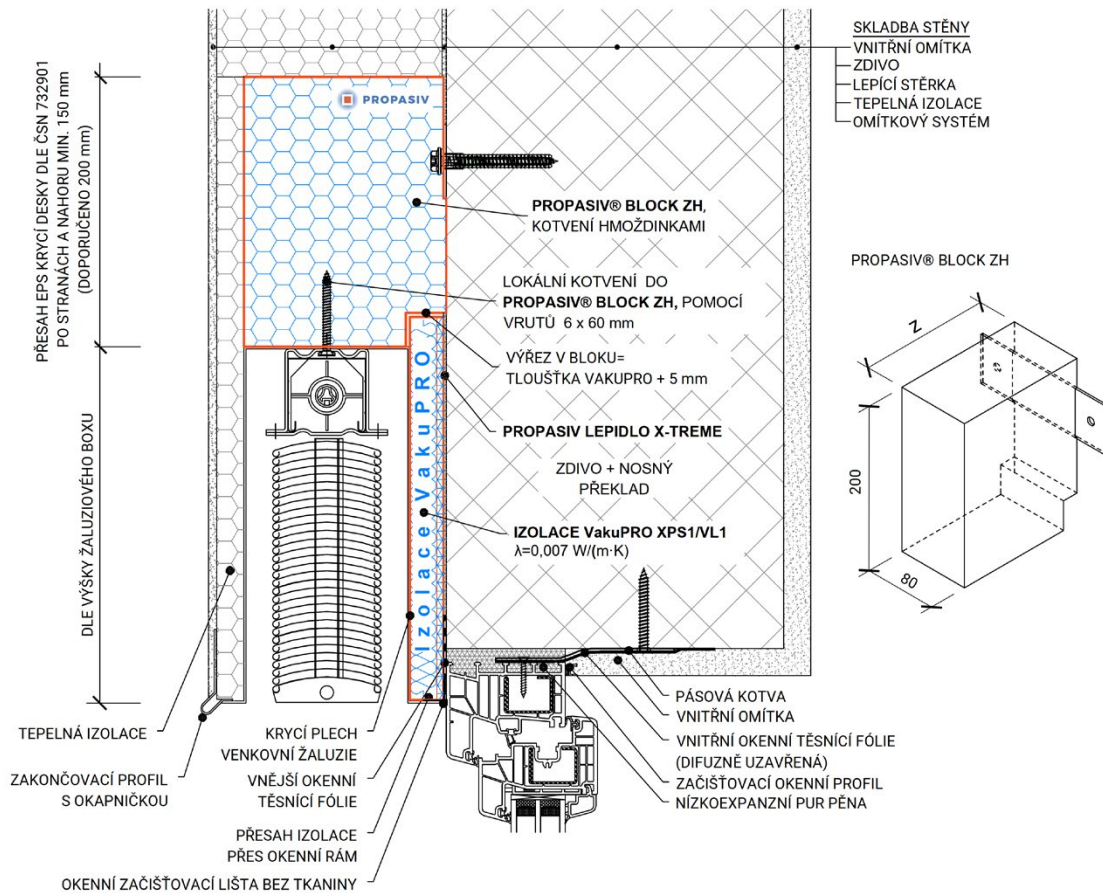 SKLADBA STĚNY
VNITŘNÍ OMÍTKA
ZDIVO
LEPÍCÍ STĚRKA
TEPELNÁ IZOLACE
OMÍTKOVÝ SYSTÉM
PŘESAH EPS KRYCÍ DESKY DLE ČSN 732901
PO STRANÁCH A NAHORU MIN. 150 mm
(DOPORUČENO 200 mm)
PROPASIV
PROPASIV® BLOCK ZH,
KOTVENÍ HMOŽDINKAMI
LOKÁLNÍ KOTVENÍ DO
PROPASIV® BLOCK ZH, POMOCÍ
VRUTŮ 6 x 60 mm
VÝŘEZ V BLOKU=
TLOUŠŤKA VAKUPRO + 5 mm
PROPASIV LEPIDLO X-TREME
ZDIVO + NOSNÝ
PŘEKLAD
IZOLACE VakuPRO XPS1/VL1
λ=0,007 W/(m·K)
Izolace VakuPRO
DLE VÝŠKY ŽALUZIOVÉHO BOXU
PROPASIV® BLOCK ZH
Z
200
80
TEPELNÁ IZOLACE
ZAKONČOVACÍ PROFIL
S OKAPNIČKOU
KRYCÍ PLECH
VENKOVNÍ ŽALUZIE
VNĚJŠÍ OKENNÍ
TĚSNÍCÍ FÓLIE
PŘESAH IZOLACE
PŘES OKENNÍ RÁM
OKENNÍ ZAČIŠŤOVACÍ LIŠTA BEZ TKANINY
PÁSOVÁ KOTVA
VNITŘNÍ OMÍTKA
VNITŘNÍ OKENNÍ TĚSNÍCÍ FÓLIE
(DIFUZNĚ UZAVŘENÁ)
ZAČIŠŤOVACÍ OKENNÍ PROFIL
NÍZKOEXPANZNÍ PUR PĚNA